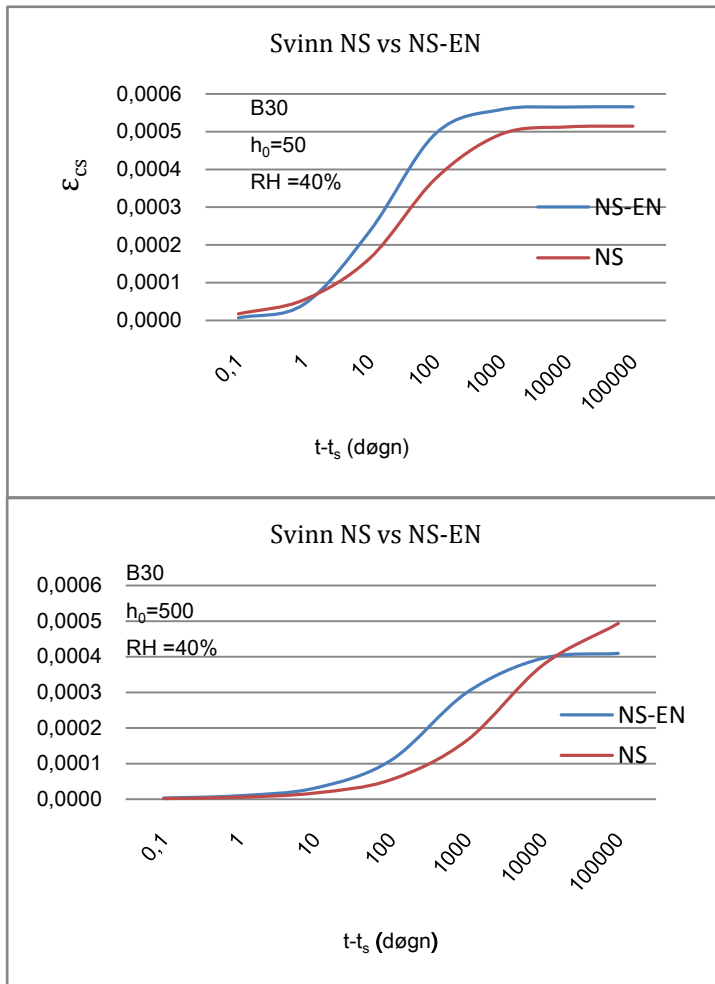 Svinn NS vs NS-EN
0,0006
0,0005
0,0004
0,0003
0,0002
0,0001
0,0000
ε_cs
B30
h₀=50
RH =40%
NS-EN
NS
0,1
1
10
100
1000
10000
100000
t-tₛ (døgn)
Svinn NS vs NS-EN
0,0006
0,0005
0,0004
0,0003
0,0002
0,0001
0,0000
B30
h₀=500
RH =40%
NS-EN
NS
0,1
1
10
100
1000
10000
100000
t-tₛ (døgn)